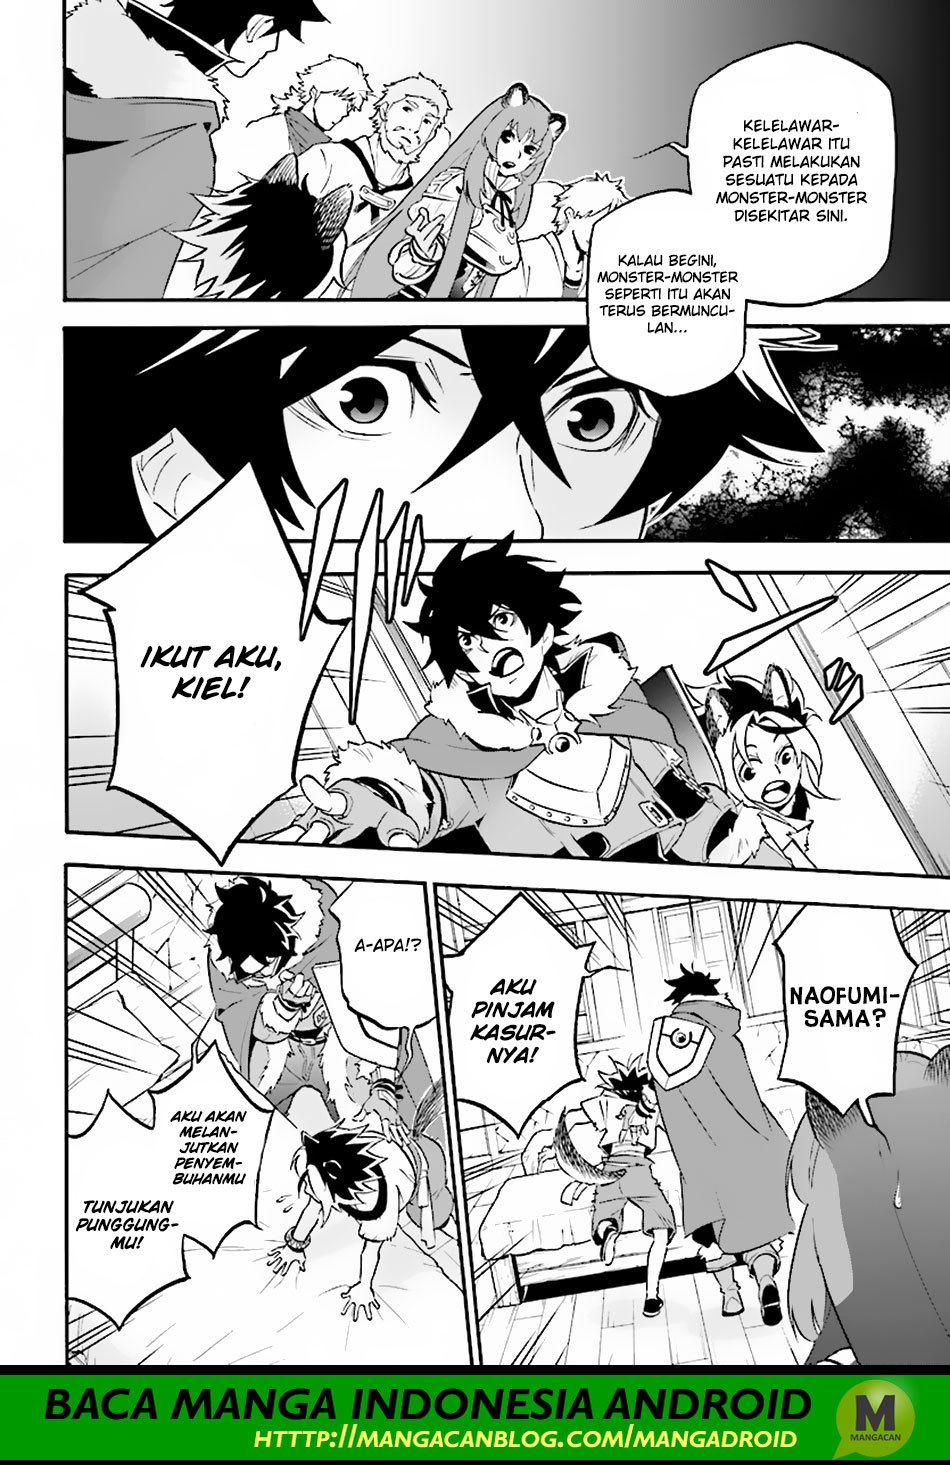 KELELAWAR-
KELELAWAR ITU
PASTI MELAKUKAN
SESUATU KEPADA
MONSTER-MONSTER
DISEKITAR SINI.
KALAU BEGINI,
MONSTER-MONSTER
SEPERTI ITU AKAN
TERUS BERMUNCU-
LAN...
IKUT AKU,
KIEL!
NAOFUMI-
SAMA?
AKU
PINJAM
KASUR-
NYA!
A-APA!?
AKU AKAN
MELAN-
JUTKAN
PENYEM-
BUHANMU
TUNJUKAN
PUNGGUNG-
MU!
BACA MANGA INDONESIA ANDROID
HTTTP://MANGACANBLOG.COM/MANGADROID
M
MANGACAN